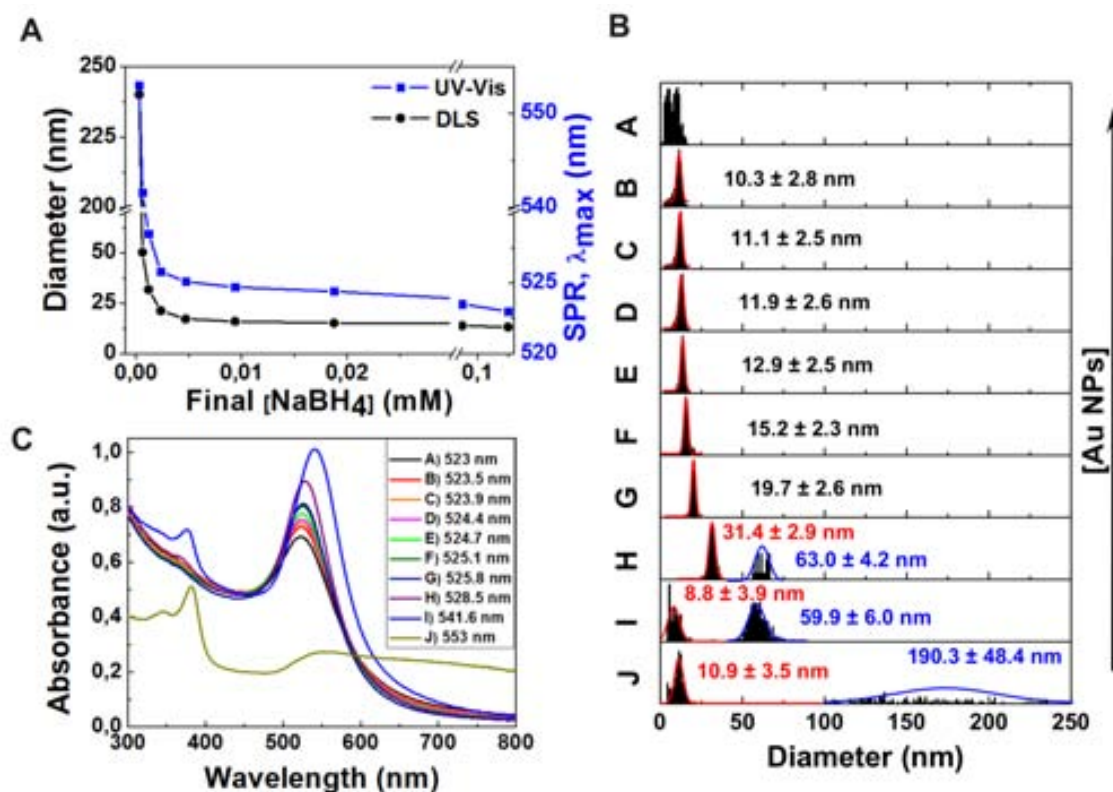 A
250
225
200
50
25
0
Diameter (nm)
UV-Vis
DLS
550
540
525
520
SPR, λmax (nm)
0,00
0,01
0,02
0,1
Final [NaBH4] (mM)
B
A
B
10.3 ± 2.8 nm
C
11.1 ± 2.5 nm
D
11.9 ± 2.6 nm
E
12.9 ± 2.5 nm
F
15.2 ± 2.3 nm
G
19.7 ± 2.6 nm
H
31.4 ± 2.9 nm
63.0 ± 4.2 nm
I
8.8 ± 3.9 nm
59.9 ± 6.0 nm
J
10.9 ± 3.5 nm
190.3 ± 48.4 nm
0 50 100 150 200 250
Diameter (nm)
[Au NPs]
C
1,0
0,8
0,6
0,4
0,2
0,0
Absorbance (a.u.)
A) 523 nm
B) 523.5 nm
C) 523.9 nm
D) 524.4 nm
E) 524.7 nm
F) 525.1 nm
G) 525.8 nm
H) 528.5 nm
I) 541.6 nm
J) 553 nm
300 400 500 600 700 800
Wavelength (nm)